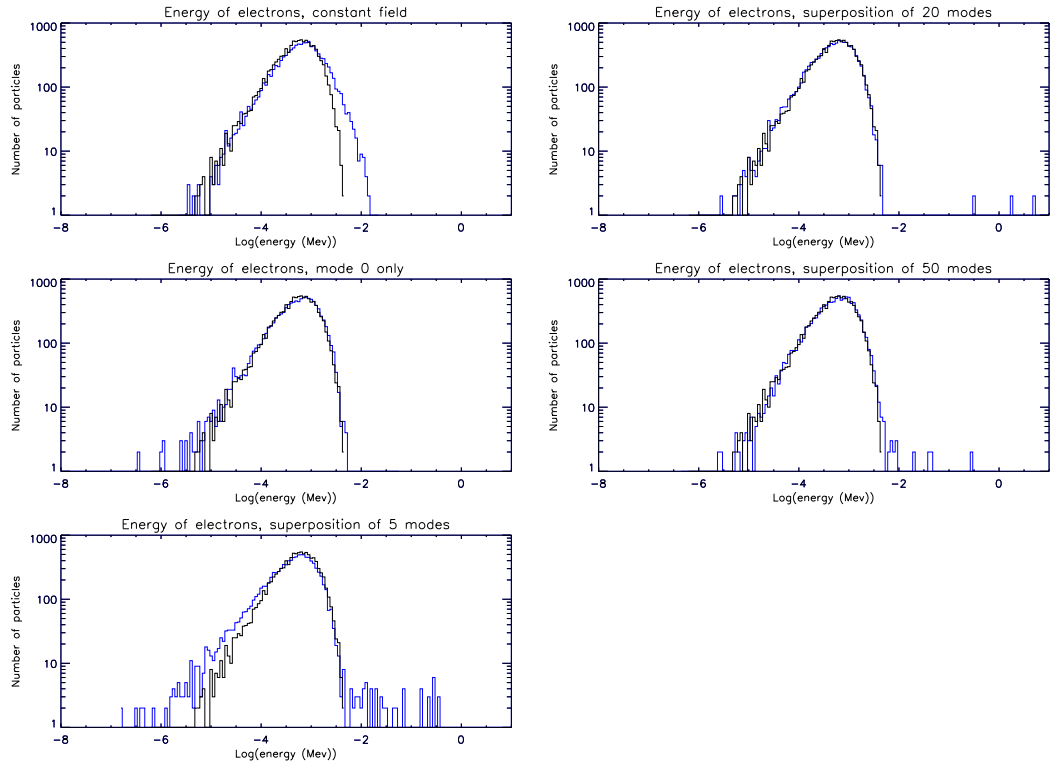 Energy of electrons, constant field
Number of particles
1000
100
10
1
-8 -6 -4 -2 0
Log(energy (Mev))
Energy of electrons, superposition of 20 modes
Number of particles
1000
100
10
1
-8 -6 -4 -2 0
Log(energy (Mev))
Energy of electrons, mode 0 only
Number of particles
1000
100
10
1
-8 -6 -4 -2 0
Log(energy (Mev))
Energy of electrons, superposition of 50 modes
Number of particles
1000
100
10
1
-8 -6 -4 -2 0
Log(energy (Mev))
Energy of electrons, superposition of 5 modes
Number of particles
1000
100
10
1
-8 -6 -4 -2 0
Log(energy (Mev))